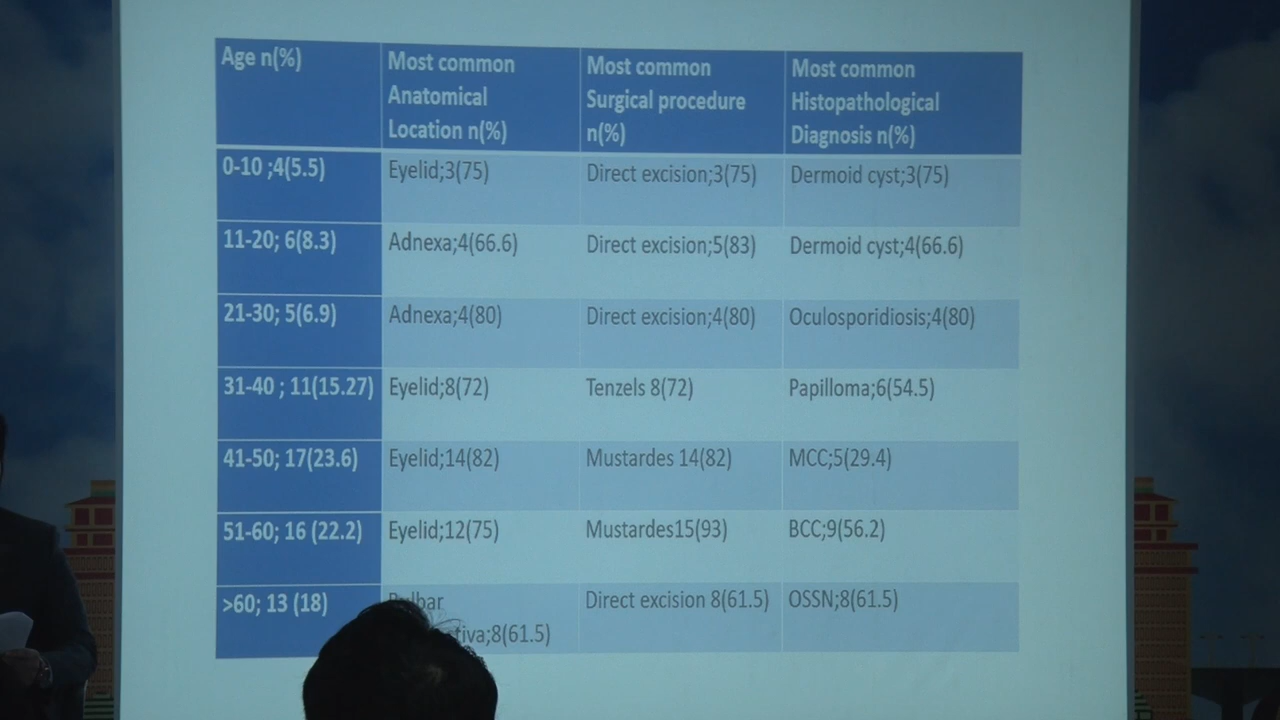 Age n(%)
Most common
Anatomical
Location n(%)
Most common
Surgical procedure
n(%)
Most common
Histopathological
Diagnosis n(%)
0-10 ;4(5.5)
Eyelid;3(75)
Direct excision;3(75)
Dermoid cyst;3(75)
11-20; 6(8.3)
Adnexa;4(66.6)
Direct excision;5(83)
Dermoid cyst;4(66.6)
21-30; 5(6.9)
Adnexa;4(80)
Direct excision;4(80)
Oculosporidiosis;4(80)
31-40 ; 11(15.27)
Eyelid;8(72)
Tenzels 8(72)
Papilloma;6(54.5)
41-50; 17(23.6)
Eyelid;14(82)
Mustardes 14(82)
MCC;5(29.4)
51-60; 16 (22.2)
Eyelid;12(75)
Mustardes15(93)
BCC;9(56.2)
>60; 13 (18)
8(61.5)
Direct excision 8(61.5)
OSSN;8(61.5)